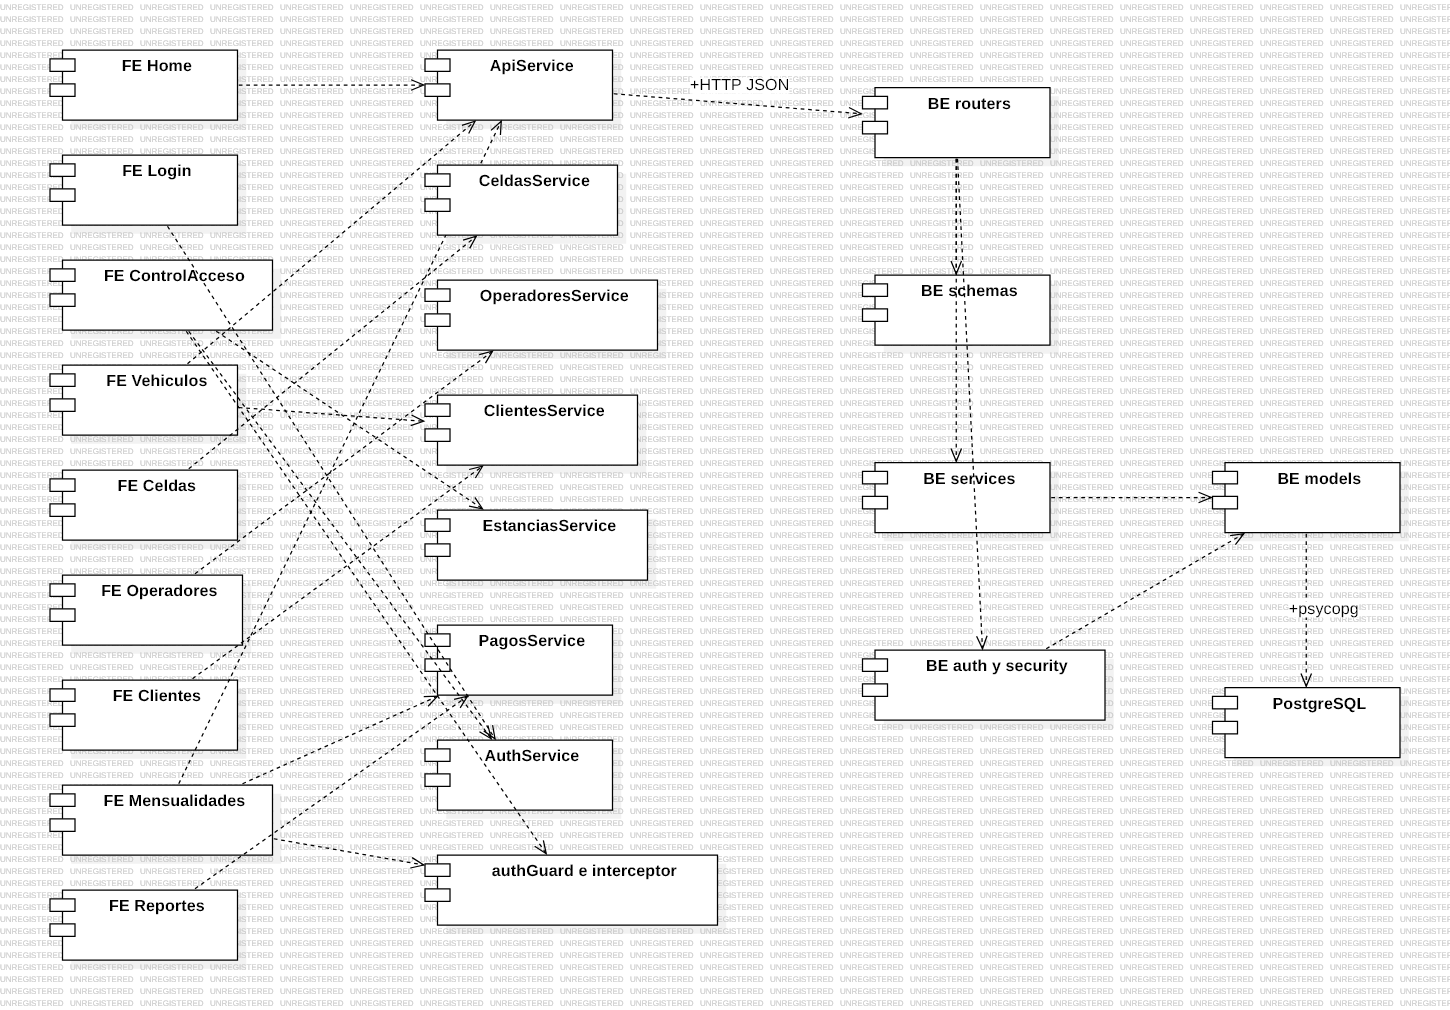 FE Home
ApiService
+HTTP JSON
BE routers
FE Login
CeldasService
FE ControlAcceso
OperadoresService
BE schemas
FE Vehiculos
ClientesService
FE Celdas
EstanciasService
BE services
BE models
FE Operadores
PagosService
+psycopg
FE Clientes
AuthService
BE auth y security
PostgreSQL
FE Mensualidades
authGuard e interceptor
FE Reportes
UNREGISTERED